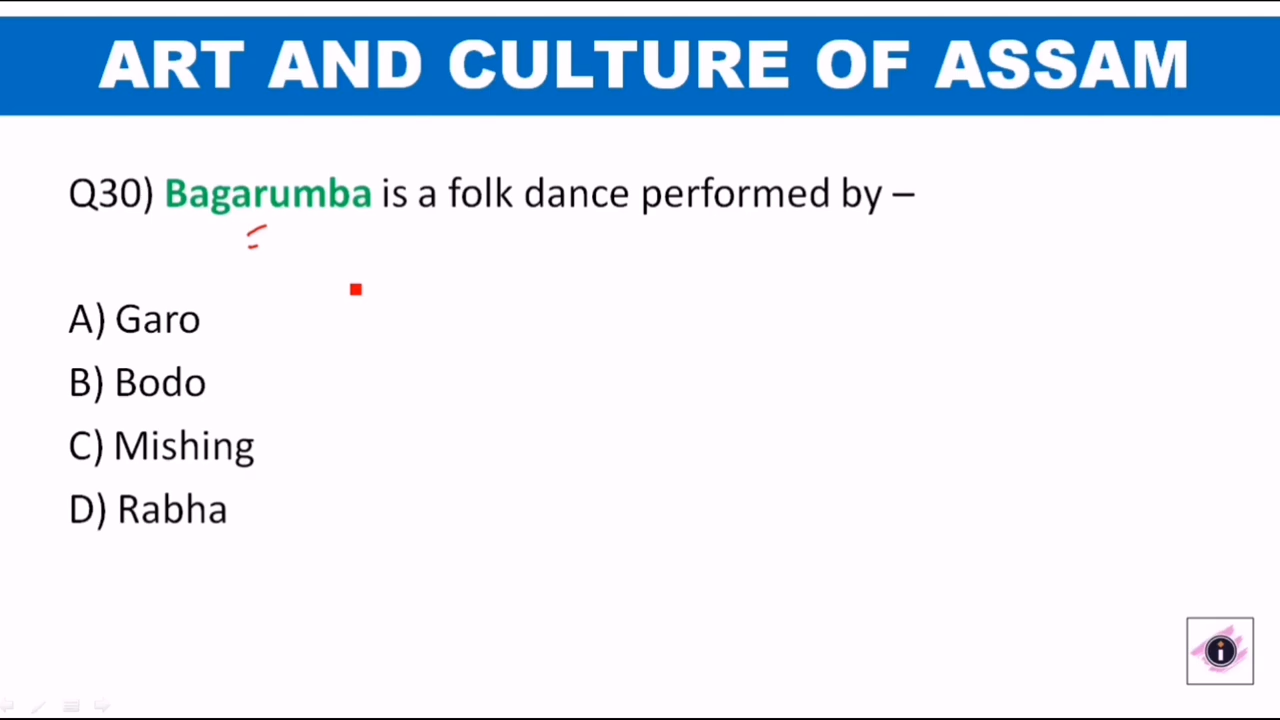 ART AND CULTURE OF ASSAM
Q30) Bagarumba is a folk dance performed by –
A) Garo
B) Bodo
C) Mishing
D) Rabha
i